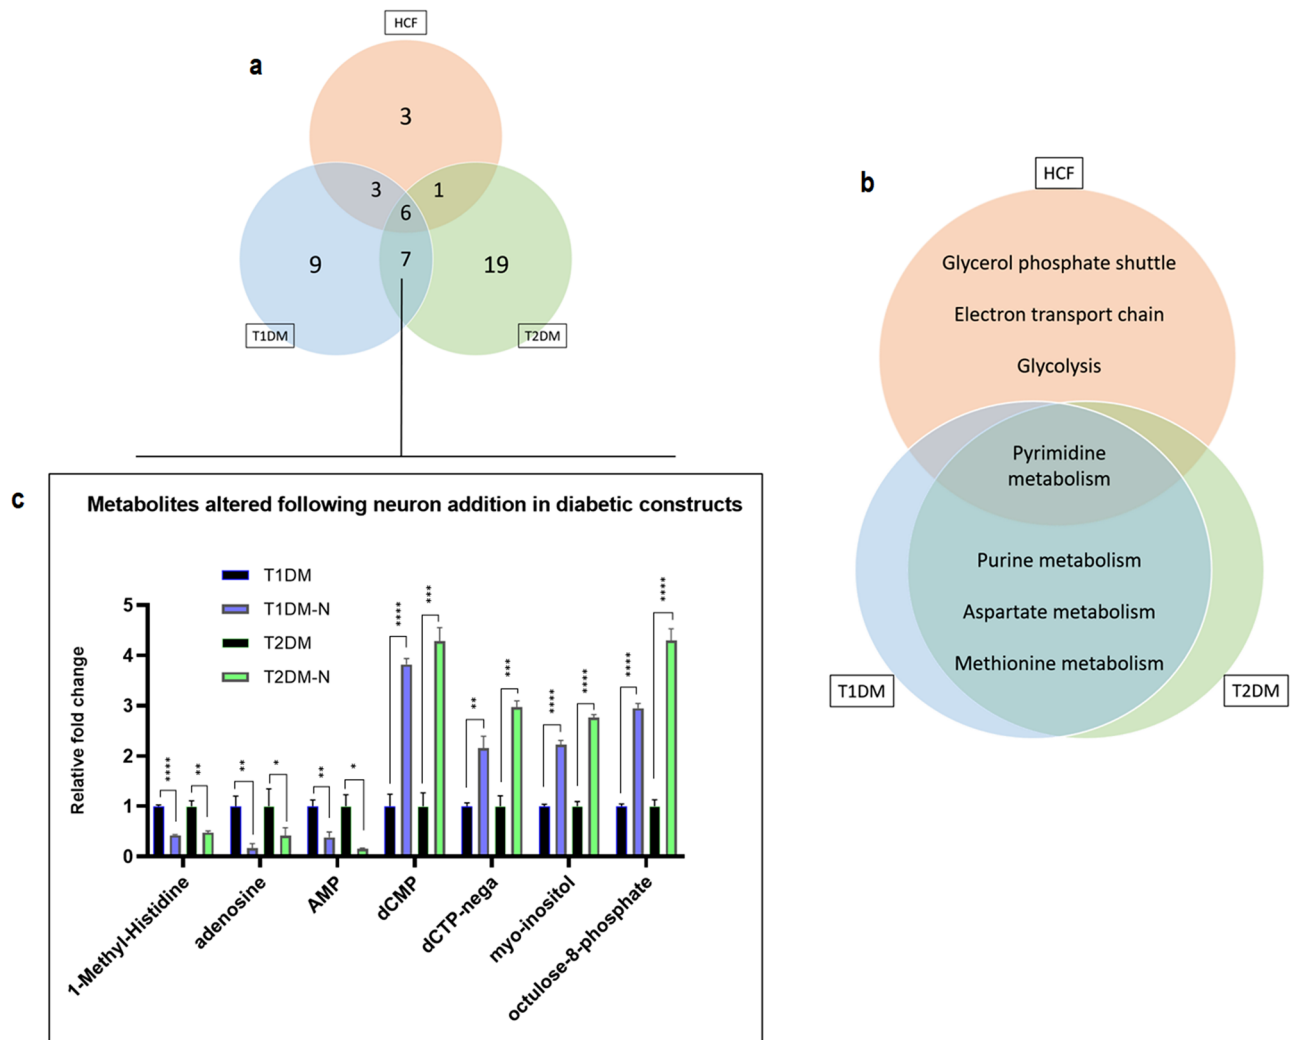 a
HCF
3
3
1
6
9
7
19
T1DM
T2DM
b
HCF
Glycerol phosphate shuttle
Electron transport chain
Glycolysis
Pyrimidine
metabolism
Purine metabolism
Aspartate metabolism
Methionine metabolism
T1DM
T2DM
c
Metabolites altered following neuron addition in diabetic constructs
T1DM
T1DM-N
T2DM
T2DM-N
Relative fold change
5
4
3
2
1
0
**** ** ** * ** * **** *** ** *** **** **** **** ****
1-Methyl-Histidine
adenosine
AMP
dCMP
dCTP-nega
myo-inositol
octulose-8-phosphate